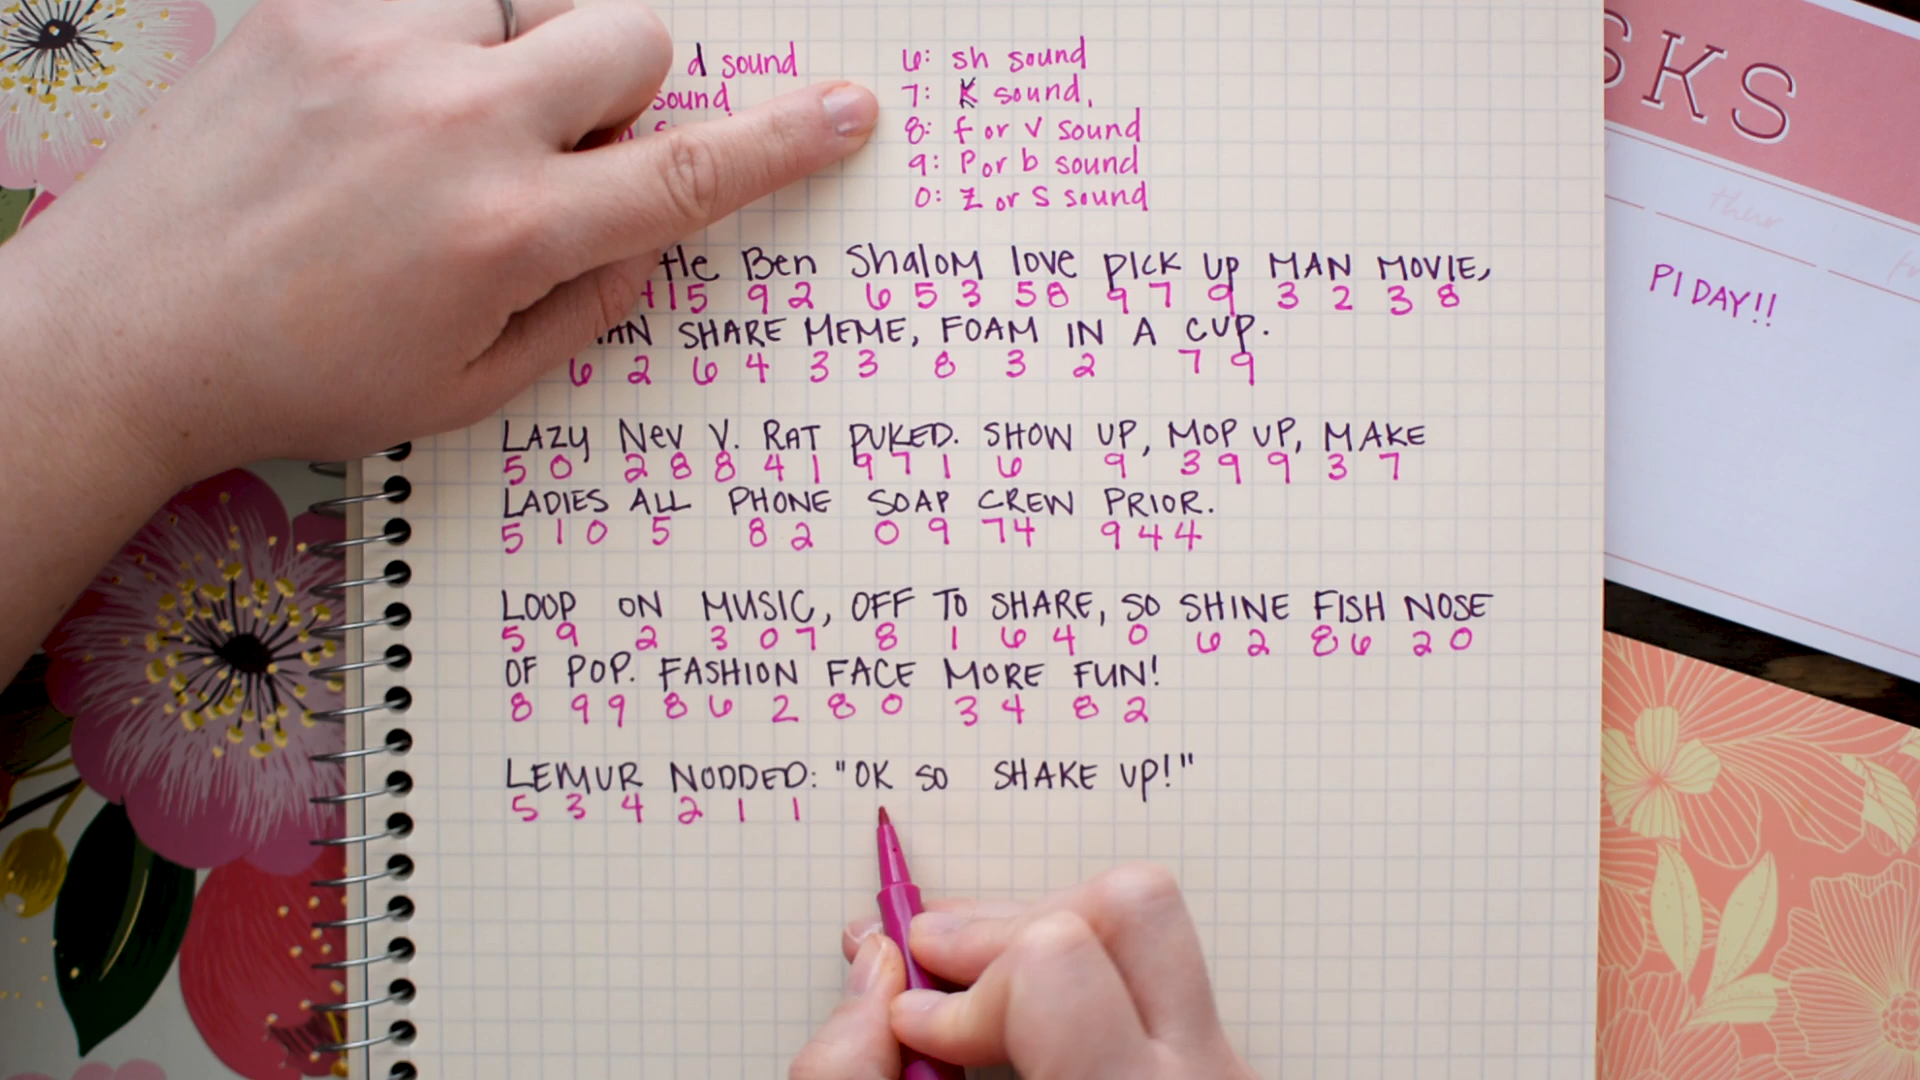 d sound
sound
6: sh sound
7: K sound,
8: f or v sound
9: P or b sound
0: Z or S sound
SKS
thur
PI DAY!!
Ben Shalom love PICK UP MAN MOVIE,
15 9 2 6 5 3 5 8 9 7 9 3 2 3 8
SHARE MEME, FOAM IN A CUP.
6 2 6 4 3 3 8 3 2 7 9
LAZY NEV V. RAT PUKED. SHOW UP, MOP UP, MAKE
5 0 2 8 8 4 1 9 7 1 6 9 3 9 9 3 7
LADIES ALL PHONE SOAP CREW PRIOR.
5 1 0 5 8 2 0 9 7 4 9 4 4
LOOP ON MUSIC, OFF TO SHARE, SO SHINE FISH NOSE
5 9 2 3 0 7 8 1 6 4 0 6 2 8 6 2 0
OF POP. FASHION FACE MORE FUN!
8 9 9 8 6 2 8 0 3 4 8 2
LEMUR NODDED: "OK SO SHAKE UP!"
5 3 4 2 1 1